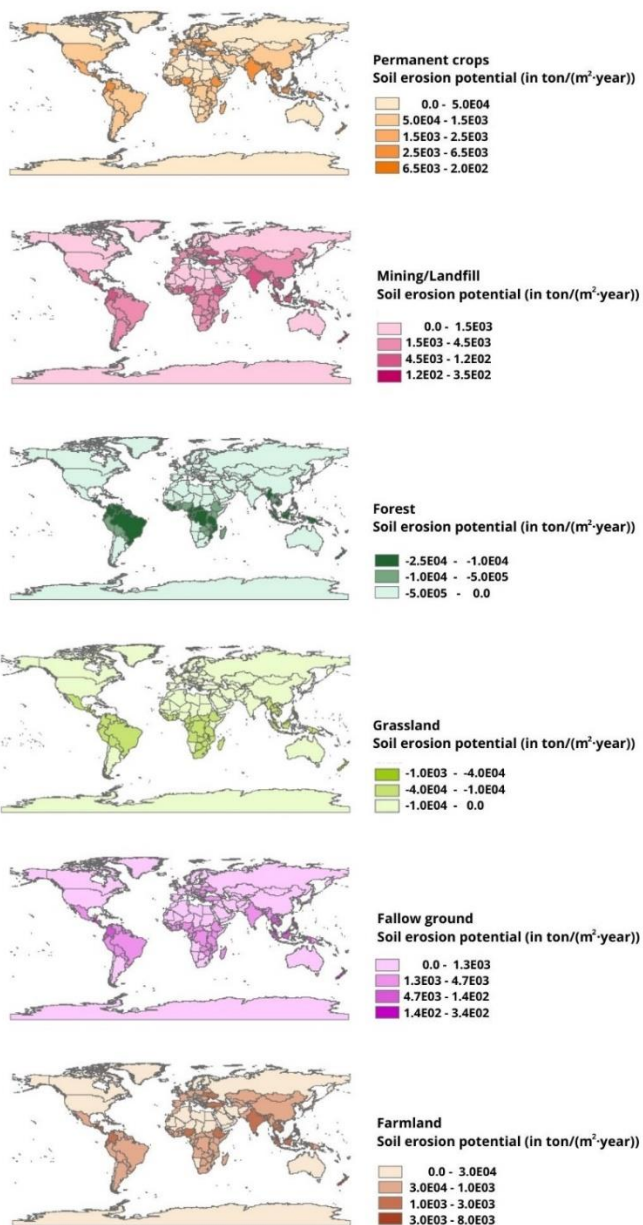 Permanent crops
Soil erosion potential (in ton/(m²·year))
0.0 - 5.0E04
5.0E04 - 1.5E03
1.5E03 - 2.5E03
2.5E03 - 6.5E03
6.5E03 - 2.0E02
Mining/Landfill
Soil erosion potential (in ton/(m²·year))
0.0 - 1.5E03
1.5E03 - 4.5E03
4.5E03 - 1.2E02
1.2E02 - 3.5E02
Forest
Soil erosion potential (in ton/(m²·year))
-2.5E04 - -1.0E04
-1.0E04 - -5.0E05
-5.0E05 - 0.0
Grassland
Soil erosion potential (in ton/(m²·year))
-1.0E03 - -4.0E04
-4.0E04 - -1.0E04
-1.0E04 - 0.0
Fallow ground
Soil erosion potential (in ton/(m²·year))
0.0 - 1.3E03
1.3E03 - 4.7E03
4.7E03 - 1.4E02
1.4E02 - 3.4E02
Farmland
Soil erosion potential (in ton/(m²·year))
0.0 - 3.0E04
3.0E04 - 1.0E03
1.0E03 - 3.0E03
3.0E03 - 8.0E03